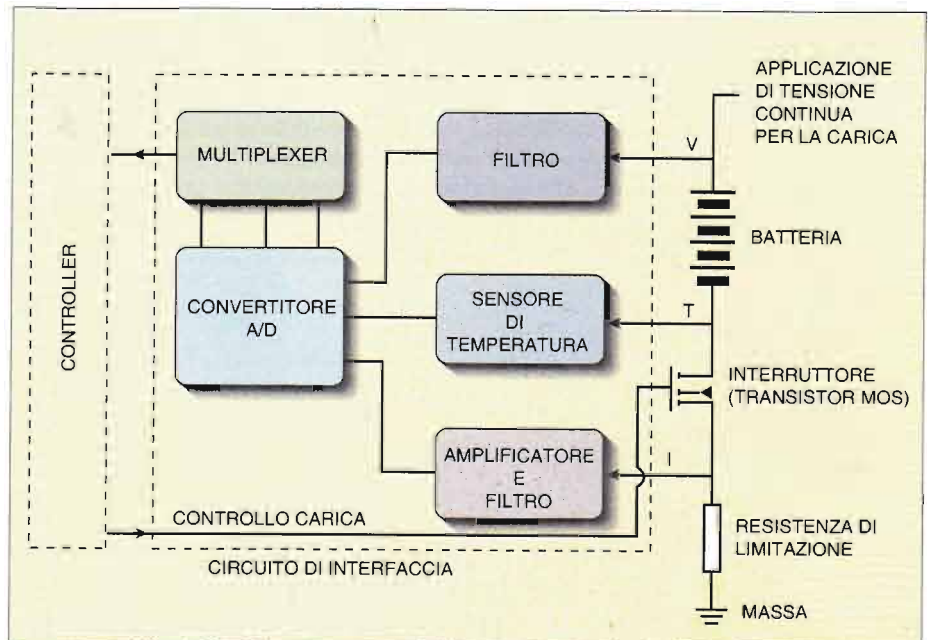 APPLICAZIONE
DI TENSIONE
CONTINUA
PER LA CARICA
MULTIPLEXER
FILTRO
V
BATTERIA
CONTROLLER
CONVERTITORE
A/D
SENSORE
DI
TEMPERATURA
T
INTERRUTTORE
(TRANSISTOR MOS)
AMPLIFICATORE
E
FILTRO
I
CONTROLLO CARICA
RESISTENZA DI
LIMITAZIONE
CIRCUITO DI INTERFACCIA
MASSA